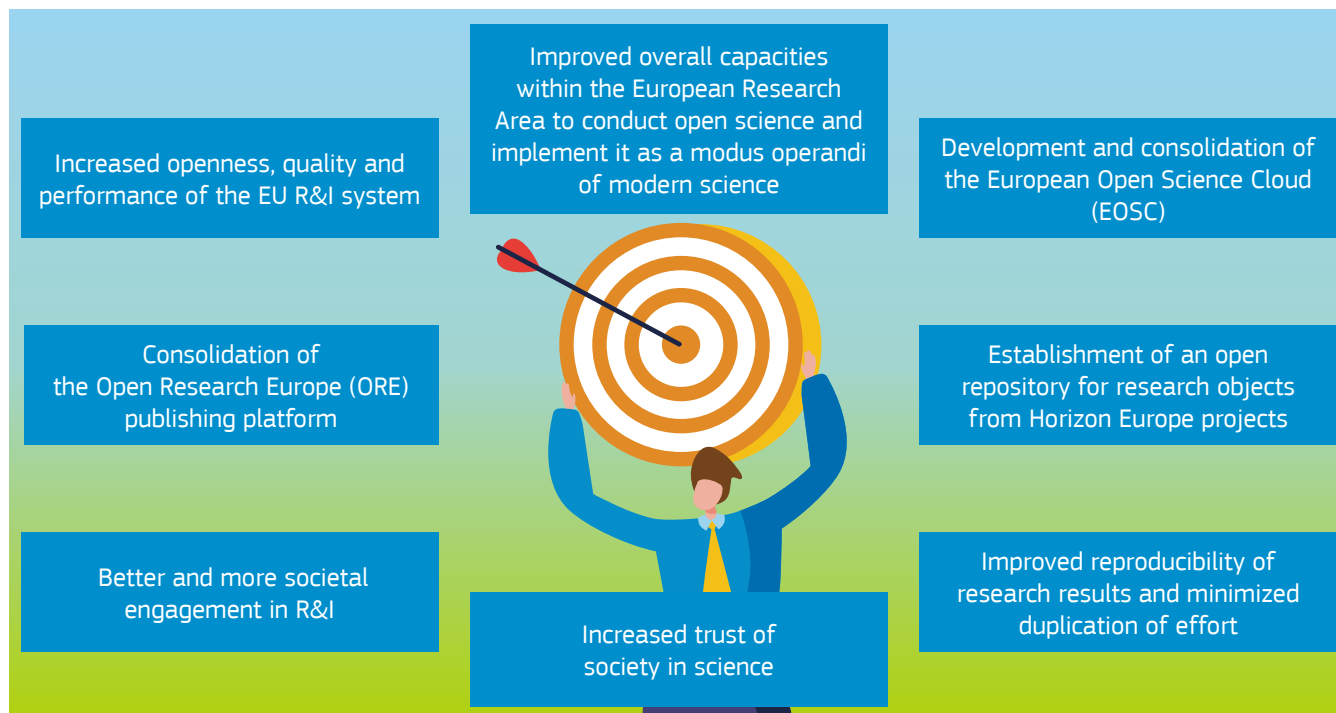 Improved overall capacities
within the European Research
Area to conduct open science and
implement it as a modus operandi
of modern science
Increased openness, quality and
performance of the EU R&I system
Development and consolidation of
the European Open Science Cloud
(EOSC)
Consolidation of
the Open Research Europe (ORE)
publishing platform
Establishment of an open
repository for research objects
from Horizon Europe projects
Better and more societal
engagement in R&I
Increased trust of
society in science
Improved reproducibility of
research results and minimized
duplication of effort